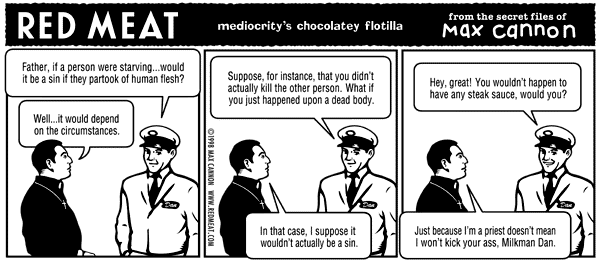 RED MEAT
mediocrity's chocolatey flotilla
from the secret files of
Max cannon
Father, if a person were starving...would
it be a sin if they partook of human flesh?
Well...it would depend
on the circumstances.
Dan
©1998 MAX CANNON WWW.REDMEAT.COM
Suppose, for instance, that you didn't
actually kill the other person. What if
you just happened upon a dead body.
Dan
In that case, I suppose it
wouldn't actually be a sin.
Hey, great! You wouldn't happen to
have any steak sauce, would you?
Dan
Just because I'm a priest doesn't mean
I won't kick your ass, Milkman Dan.